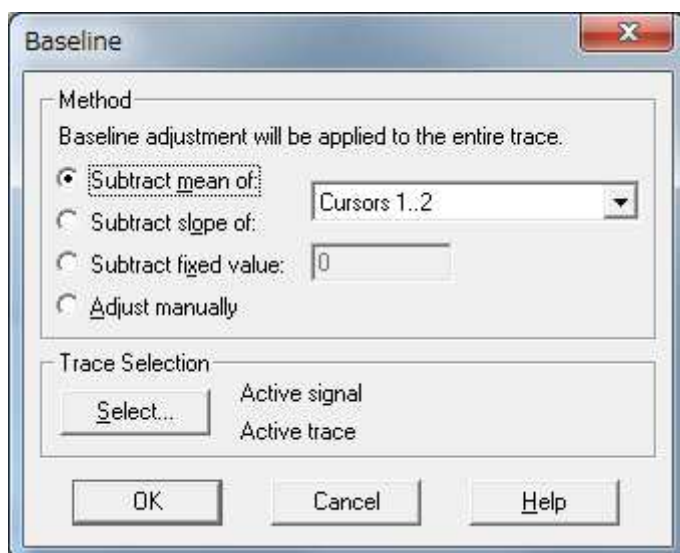 Baseline
Method
Baseline adjustment will be applied to the entire trace.
Subtract mean of:
Cursors 1..2
Subtract slope of:
Subtract fixed value:
0
Adjust manually
Trace Selection
Select...
Active signal
Active trace
OK
Cancel
Help